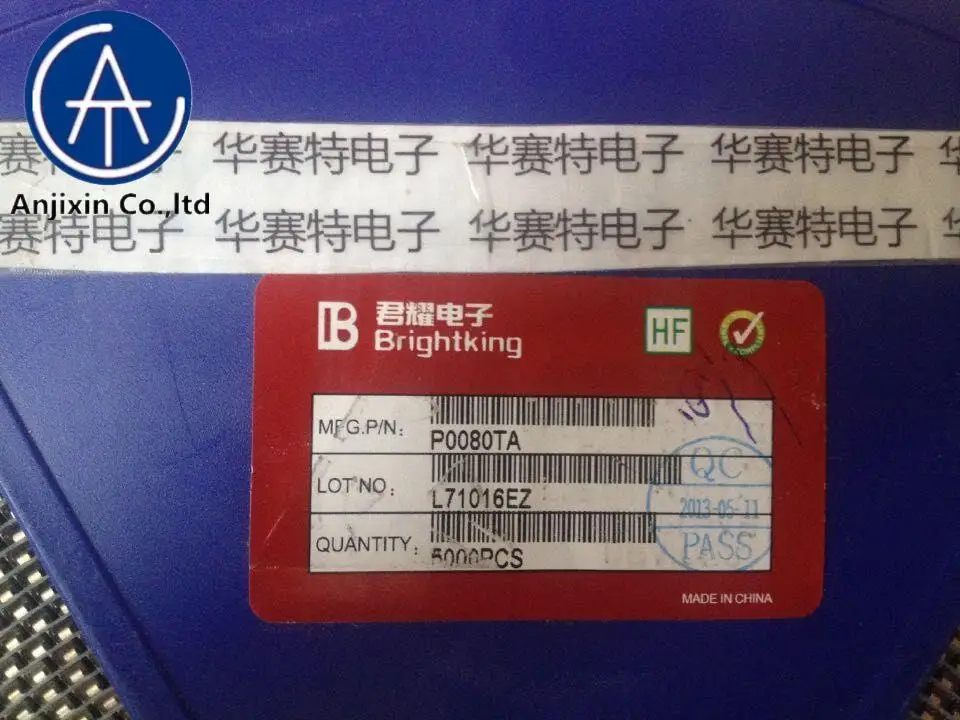 赛特电子 华赛特电子 华赛特电子 华赛特电子 华
Anjixin Co.,ltd
赛特电子 华赛特电子 华赛特电子 华赛特电子 华
君耀电子
Brightking
HF
MFG.P/N: P0080TA
LOT NO: L71016EZ
QUANTITY: 5000PCS
QC
2013-05-11
PASS
MADE IN CHINA